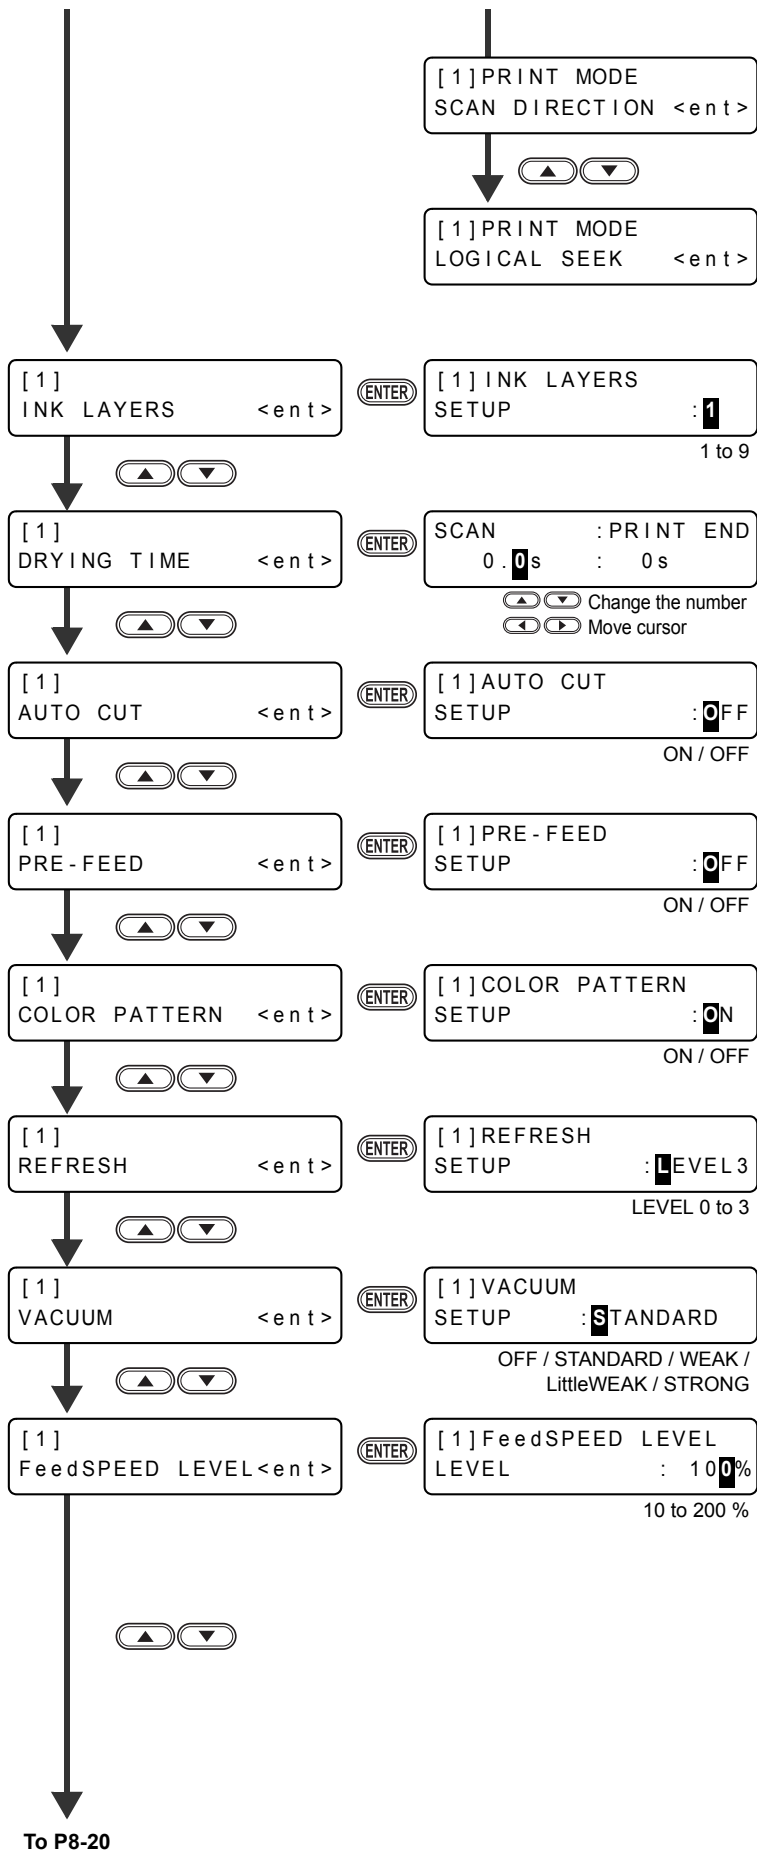 [1]PRINT MODE
SCAN DIRECTION <ent>
[1]PRINT MODE
LOGICAL SEEK <ent>
[1]
INK LAYERS <ent>
ENTER
[1]INK LAYERS
SETUP :1
1 to 9
[1]
DRYING TIME <ent>
ENTER
SCAN :PRINT END
0.0s : 0s
Change the number
Move cursor
[1]
AUTO CUT <ent>
ENTER
[1]AUTO CUT
SETUP :OFF
ON / OFF
[1]
PRE-FEED <ent>
ENTER
[1]PRE-FEED
SETUP :OFF
ON / OFF
[1]
COLOR PATTERN <ent>
ENTER
[1]COLOR PATTERN
SETUP :ON
ON / OFF
[1]
REFRESH <ent>
ENTER
[1]REFRESH
SETUP :LEVEL3
LEVEL 0 to 3
[1]
VACUUM <ent>
ENTER
[1]VACUUM
SETUP :STANDARD
OFF / STANDARD / WEAK /
LittleWEAK / STRONG
[1]
FeedSPEED LEVEL<ent>
ENTER
[1]FeedSPEED LEVEL
LEVEL : 100%
10 to 200 %
To P8-20